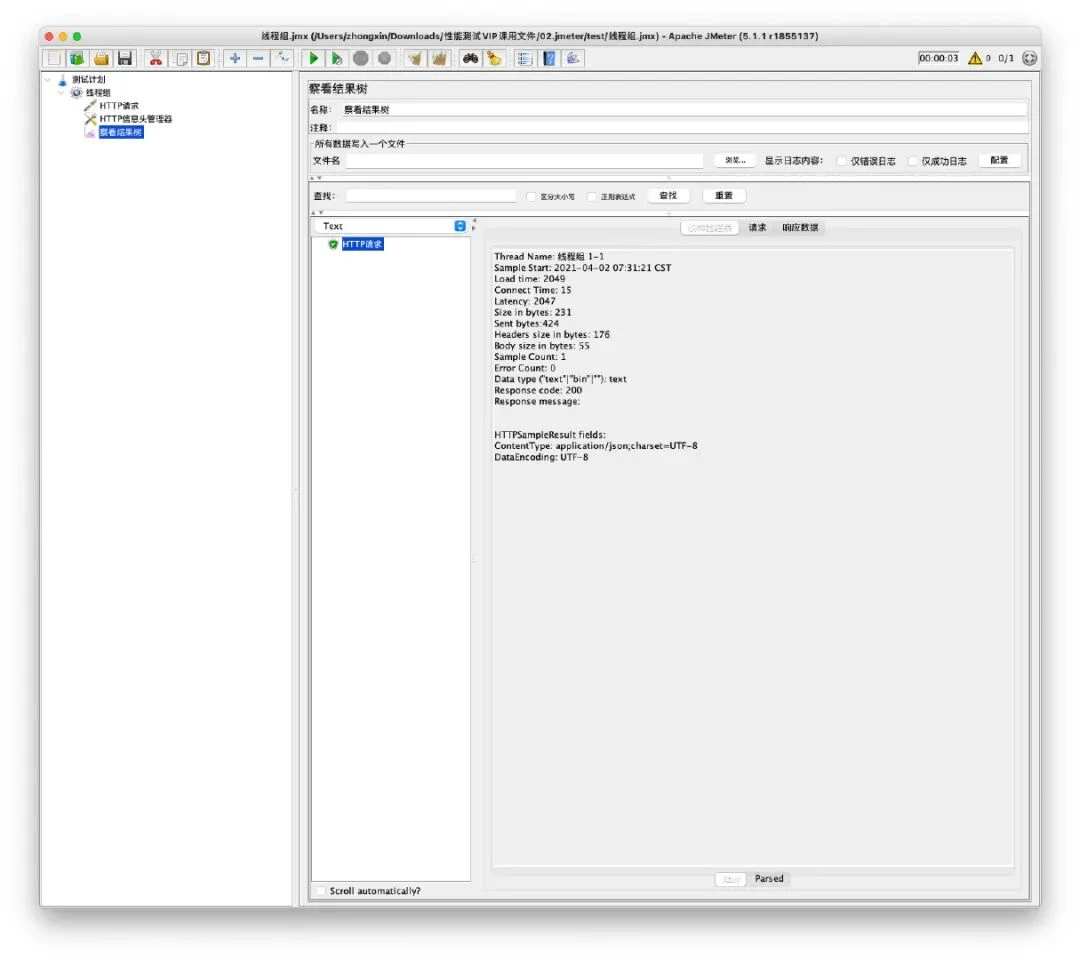 线程组.jmx (/Users/zhongxin/Downloads/性能测试VIP课用文件/02.jmeter/test/线程组.jmx) - Apache JMeter (5.1.1 r1855137)
00:00:03 0 0/1
测试计划
线程组
HTTP请求
HTTP信息头管理器
察看结果树
察看结果树
名称: 察看结果树
注释:
所有数据写入一个文件
文件名 浏览... 显示日志内容: 仅错误日志 仅成功日志 配置
查找: 区分大小写 正则表达式 查找 重置
Text
HTTP请求
请求 响应数据
Thread Name: 线程组 1-1
Sample Start: 2021-04-02 07:31:21 CST
Load time: 2049
Connect Time: 15
Latency: 2047
Size in bytes: 231
Sent bytes:424
Headers size in bytes: 176
Body size in bytes: 55
Sample Count: 1
Error Count: 0
Data type ("text"|"bin"|""): text
Response code: 200
Response message:
HTTPSampleResult fields:
ContentType: application/json;charset=UTF-8
DataEncoding: UTF-8
Parsed
Scroll automatically?